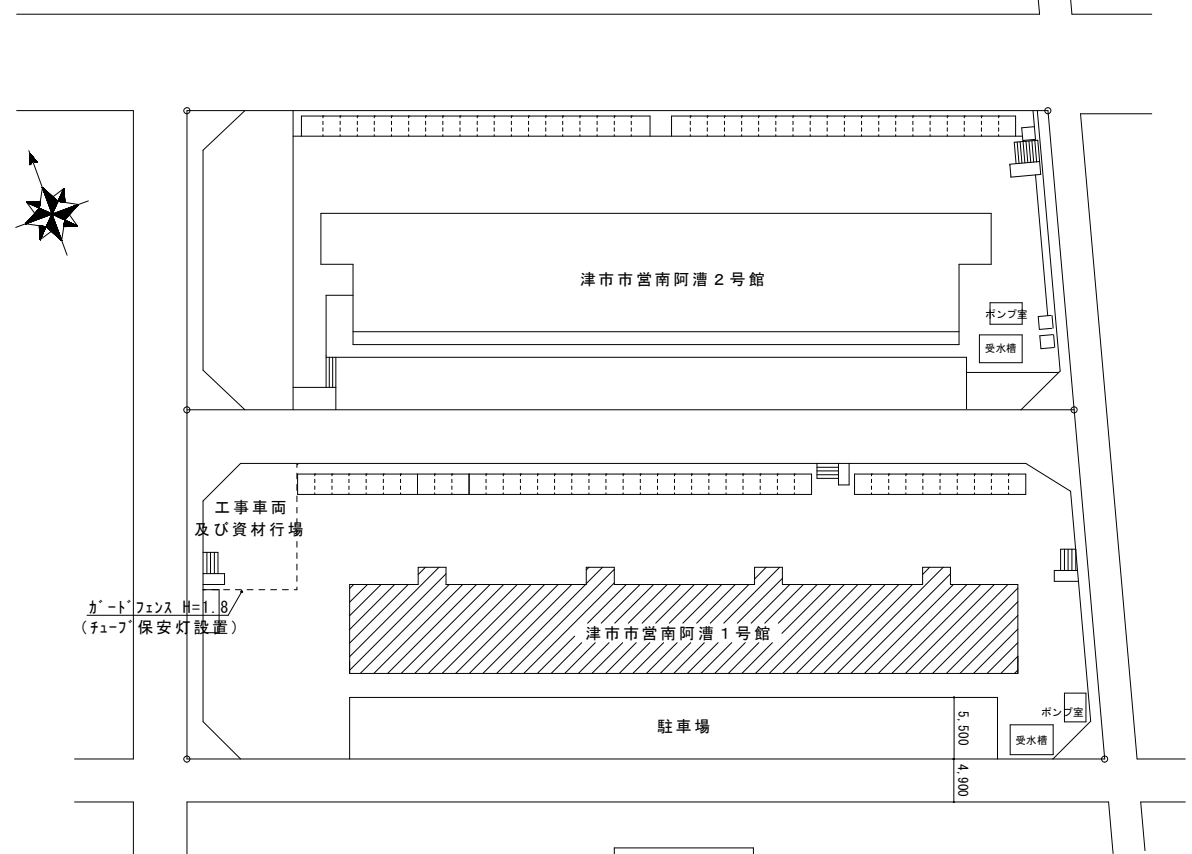 津市市営南阿漕２号館
ポンプ室
受水槽
工事車両
及び資材行場
ｶﾞｰﾄﾞﾌｪﾝｽ H=1.8
(ﾁｭｰﾌﾞ保安灯設置)
津市市営南阿漕１号館
駐車場
5,500
4,900
ポンプ室
受水槽